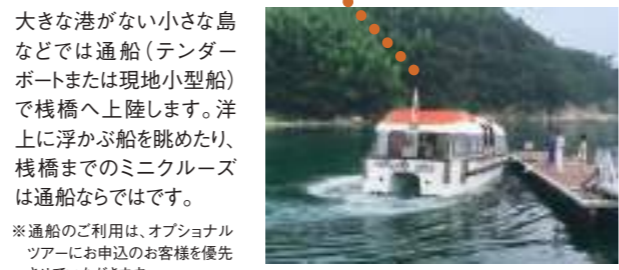 大きな港がない小さな島
などでは通船（テンダー
ボートまたは現地小型船）
で桟橋へ上陸します。洋
上に浮かぶ船を眺めたり、
桟橋までのミニクルーズ
は通船ならではです。
※通船のご利用は、オプショナル
ツアーにお申込のお客様を優先